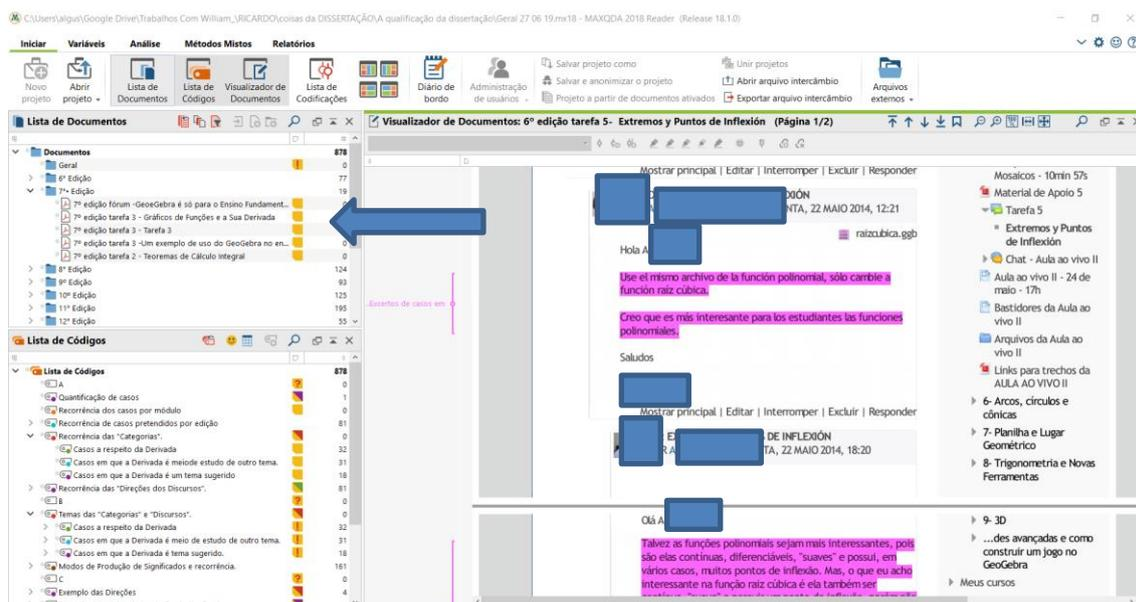 C:\Users\algus\Google Drive\Trabalhos Com William_\RICARDO\coisas da DISSERTAÇÃO\A qualificação da dissertação\Geral 27 06 19.mx18 - MAXQDA 2018 Reader (Release 18.1.0)
Iniciar Variáveis Análise Métodos Mistos Relatórios
Novo projeto
Abrir projeto
Lista de Documentos
Lista de Códigos
Visualizador de Documentos
Lista de Codificações
Diário de bordo
Administração de usuários
Salvar projeto como
Salvar e anonimizar o projeto
Projeto a partir de documentos ativados
Unir projetos
Abrir arquivo intercâmbio
Exportar arquivo intercâmbio
Arquivos externos
Lista de Documentos
Documentos 878
Geral 0
6ª Edição 77
7ª• Edição 19
7º edição fórum -GeoeGebra é só para o Ensino Fundament... 0
7º edição tarefa 3 - Gráficos de Funções e a Sua Derivada
7º edição tarefa 3 - Tarefa 3
7º edição tarefa 3 -Um exemplo de uso do GeoGebra no en... 0
7º edição tarefa 2 - Teoremas de Cálculo Integral 0
8ª Edição 124
9ª Edição 93
10ª Edição 125
11ª Edição 195
12ª Edição 55
Lista de Códigos
Lista de Códigos 878
A 0
Quantificação de casos 1
Recorrência dos casos por módulo 0
Recorrência de casos pretendidos por edição 81
Recorrência das "Categorias". 0
Casos a respeito da Derivada 32
Casos em que a Derivada é meiode estudo de outro tema. 31
Casos em que a Derivada é um tema sugerido 18
Recorrência das "Direções dos Discursos". 81
B 0
Temas das "Categorias" e "Discursos". 0
Casos a respeito da Derivada 32
Casos em que a Derivada é meio de estudo de outro tema. 31
Casos em que a Derivada é tema sugerido. 18
Modos de Produção de Significados e recorrência. 161
C 0
Exemplo das Direções 4
Visualizador de Documentos: 6º edição tarefa 5- Extremos y Puntos de Inflexión (Página 1/2)
..Excertos de casos em
Mostrar principal | Editar | Interromper | Excluir | Responder
XIÓN
NTA, 22 MAIO 2014, 12:21
raizcubica.ggb
Hola A
Use el mismo archivo de la función polinomial, sólo cambie a
función raíz cúbica.
Creo que es más interesante para los estudiantes las funciones
polinomiales.
Saludos
Mostrar principal | Editar | Interromper | Excluir | Responder
DE INFLEXIÓN
TA, 22 MAIO 2014, 18:20
Olá A
Talvez as funções polinomiais sejam mais interessantes, pois
são elas contínuas, diferenciáveis, "suaves" e possui, em
vários casos, muitos pontos de inflexão. Mas, o que eu acho
interessante na função raiz cúbica é ela também ser
Mosaicos - 10min 57s
Material de Apoio 5
Tarefa 5
Extremos y Puntos
de Inflexión
Chat - Aula ao vivo II
Aula ao vivo II - 24 de
maio - 17h
Bastidores da Aula ao
vivo II
Arquivos da Aula ao
vivo II
Links para trechos da
AULA AO VIVO II
6- Arcos, círculos e
cônicas
7- Planilha e Lugar
Geométrico
8- Trigonometria e Novas
Ferramentas
9- 3D
...des avançadas e como
construir um jogo no
GeoGebra
Meus cursos